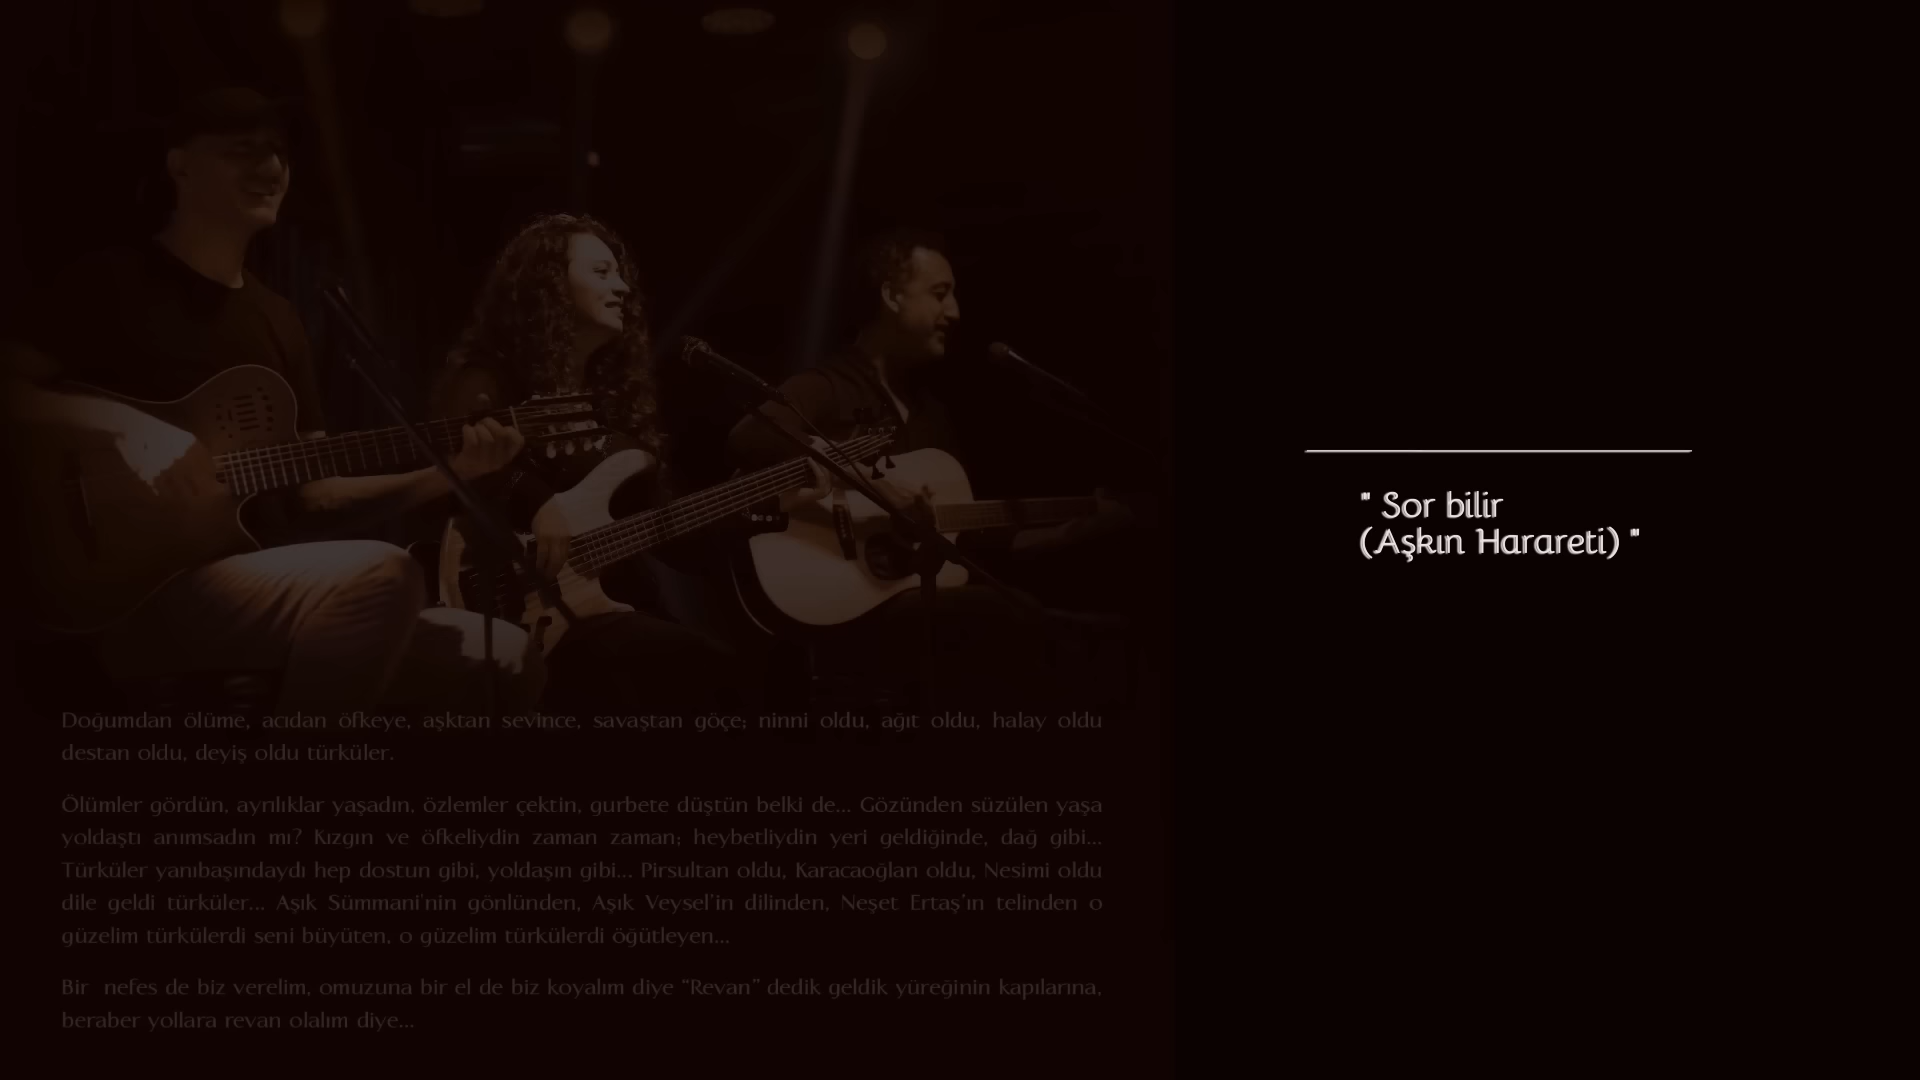 " Sor bilir
(Aşkın Harareti) "
Doğumdan ölüme, acıdan öfkeye, aşktan sevince, savaştan göçe; ninni oldu, ağıt oldu, halay oldu
destan oldu, deyiş oldu türküler.
Ölümler gördün, ayrılıklar yaşadın, özlemler çektin, gurbete düştün belki de... Gözünden süzülen yaşa
yoldaştı anımsadın mı? Kızgın ve öfkeliydin zaman zaman; heybetliydin yeri geldiğinde, dağ gibi...
Türküler yanıbaşındaydı hep dostun gibi, yoldaşın gibi... Pirsultan oldu, Karacaoğlan oldu, Nesimi oldu
dile geldi türküler... Aşık Sümmani'nin gönlünden, Aşık Veysel'in dilinden, Neşet Ertaş'ın telinden o
güzelim türkülerdi seni büyüten, o güzelim türkülerdi öğütleyen...
Bir nefes de biz verelim, omuzuna bir el de biz koyalım diye “Revan” dedik geldik yüreğinin kapılarına,
beraber yollara revan olalım diye...